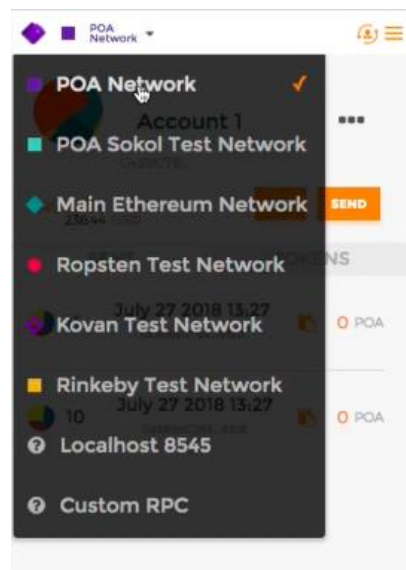 POA
Network
POA Network
Account 1
POA Sokol Test Network
Main Ethereum Network
SEND
Ropsten Test Network
July 27 2018 13:27
0 POA
Kovan Test Network
Rinkeby Test Network
10
July 27 2018 13:27
0 POA
Localhost 8545
Custom RPC